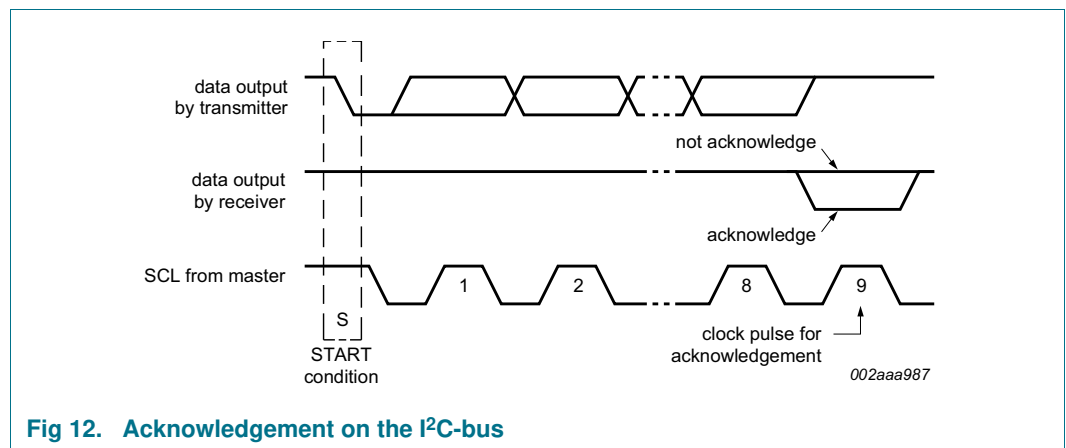 data output
by transmitter
not acknowledge
data output
by receiver
acknowledge
SCL from master
1
2
8
9
S
START
condition
clock pulse for
acknowledgement
002aaa987
Fig 12. Acknowledgement on the I²C-bus